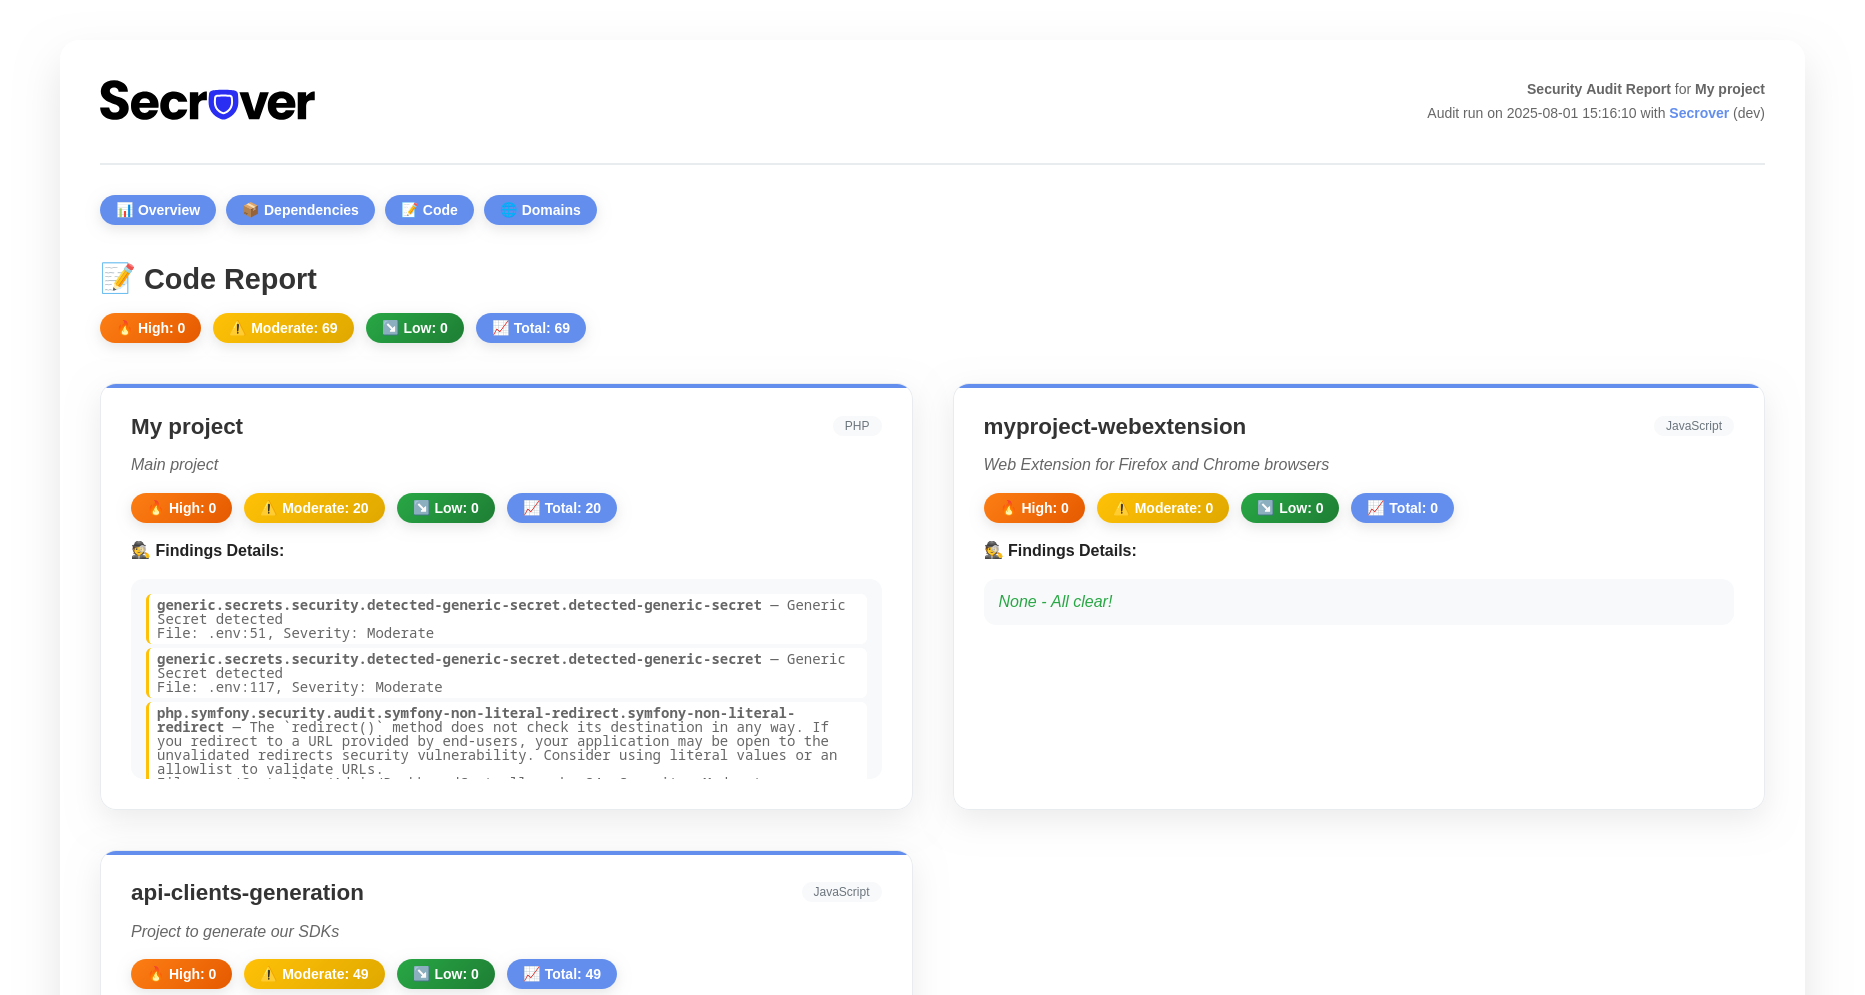 Secrover
Security Audit Report for My project
Audit run on 2025-08-01 15:16:10 with Secrover (dev)
Overview
Dependencies
Code
Domains
Code Report
High: 0
Moderate: 69
Low: 0
Total: 69
My project
PHP
Main project
High: 0
Moderate: 20
Low: 0
Total: 20
Findings Details:
generic.secrets.security.detected-generic-secret.detected-generic-secret — Generic
Secret detected
File: .env:51, Severity: Moderate
generic.secrets.security.detected-generic-secret.detected-generic-secret — Generic
Secret detected
File: .env:117, Severity: Moderate
php.symfony.security.audit.symfony-non-literal-redirect.symfony-non-literal-
redirect — The `redirect()` method does not check its destination in any way. If
you redirect to a URL provided by end-users, your application may be open to the
unvalidated redirects security vulnerability. Consider using literal values or an
allowlist to validate URLs.
myproject-webextension
JavaScript
Web Extension for Firefox and Chrome browsers
High: 0
Moderate: 0
Low: 0
Total: 0
Findings Details:
None - All clear!
api-clients-generation
JavaScript
Project to generate our SDKs
High: 0
Moderate: 49
Low: 0
Total: 49